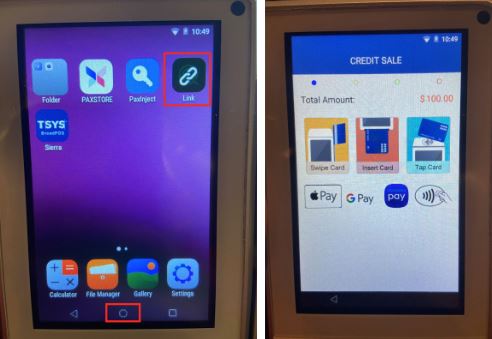 10:49
Folder
PAXSTORE
PaxInject
Link
TSYS
BroadPOS
Sierra
Calculator
File Manager
Gallery
Settings
10:49
CREDIT SALE
Total Amount:
$ 100.00
Swipe Card
Insert Card
Tap Card
Pay
G Pay
pay